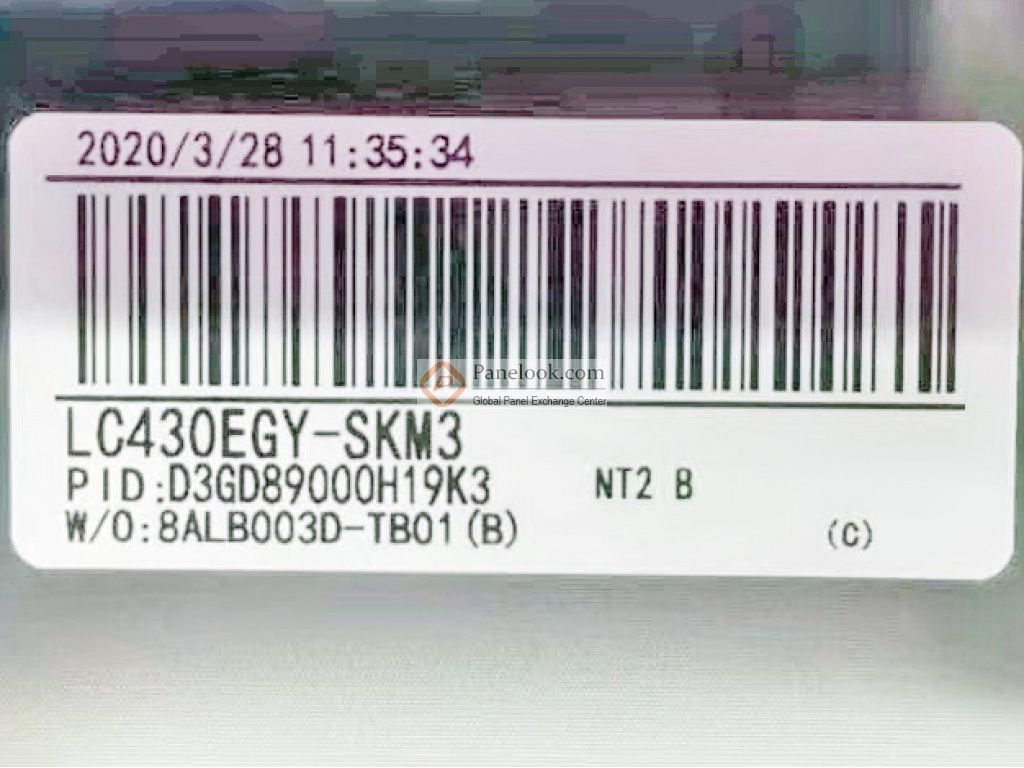 2020/3/28 11:35:34
Panelook.com
Global Panel Exchange Center
LC430EGY-SKM3
PID:D3GD89000H19K3 NT2 B
W/O:8ALB003D-TB01(B) (C)